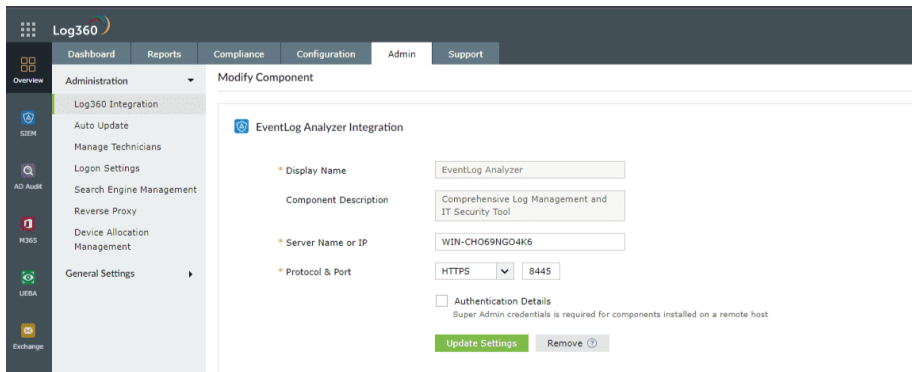 Log360
Dashboard Reports Compliance Configuration Admin Support
Overview
SIEM
AD Audit
M365
UEBA
Exchange
Administration
Log360 Integration
Auto Update
Manage Technicians
Logon Settings
Search Engine Management
Reverse Proxy
Device Allocation
Management
General Settings
Modify Component
EventLog Analyzer Integration
* Display Name EventLog Analyzer
Component Description Comprehensive Log Management and
IT Security Tool
* Server Name or IP WIN-CHO69NGO4K6
* Protocol & Port HTTPS 8445
Authentication Details
Super Admin credentials is required for components installed on a remote host
Update Settings Remove ?